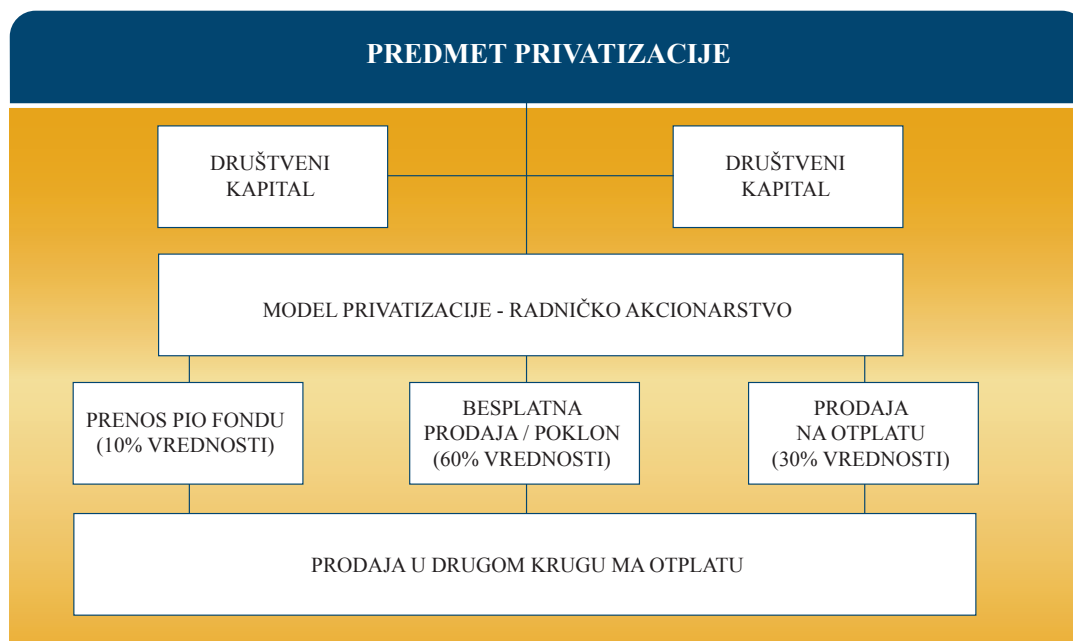 PREDMET PRIVATIZACIJE
DRUŠTVENI
KAPITAL
DRUŠTVENI
KAPITAL
MODEL PRIVATIZACIJE - RADNIČKO AKCIONARSTVO
PRENOS PIO FONDU
(10% VREDNOSTI)
BESPLATNA
PRODAJA / POKLON
(60% VREDNOSTI)
PRODAJA
NA OTPLATU
(30% VREDNOSTI)
PRODAJA U DRUGOM KRUGU MA OTPLATU